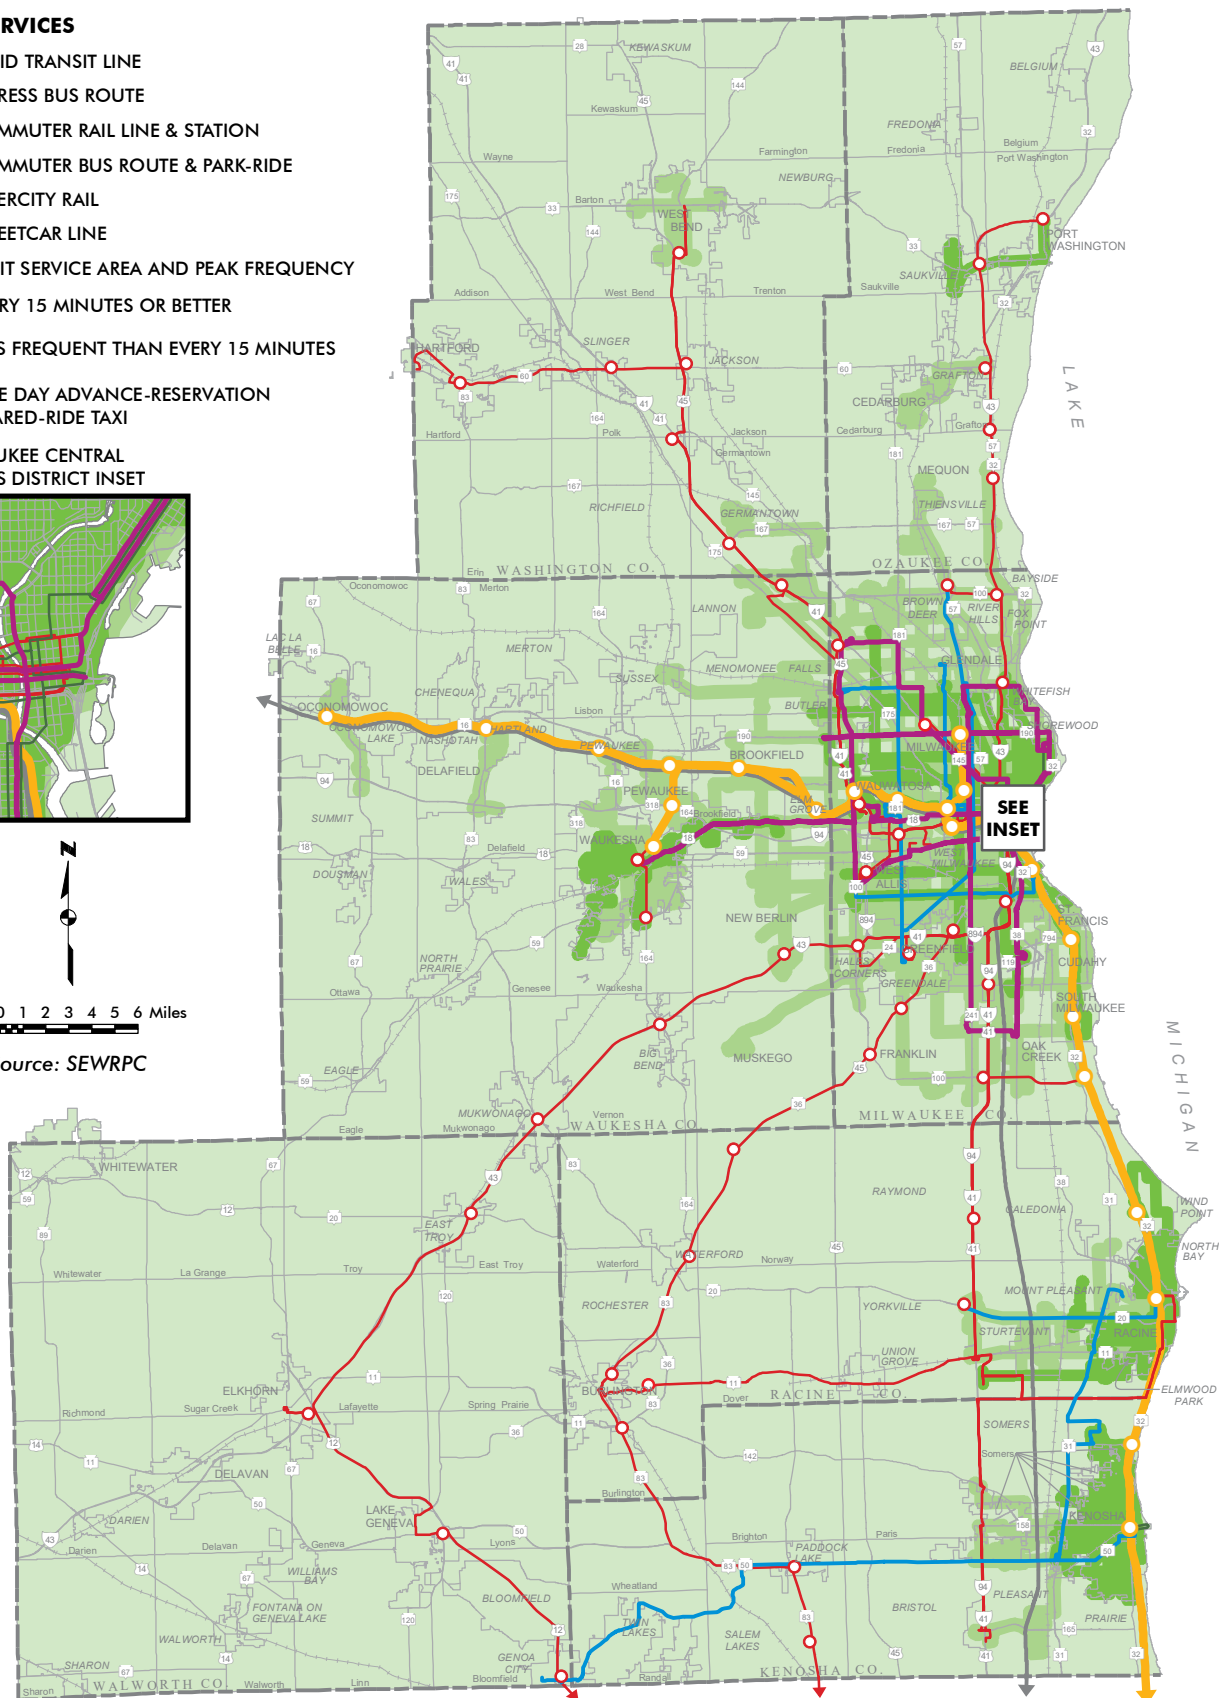 RVICES
ID TRANSIT LINE
RESS BUS ROUTE
MMUTER RAIL LINE & STATION
MMUTER BUS ROUTE & PARK-RIDE
ERCITY RAIL
EETCAR LINE
IT SERVICE AREA AND PEAK FREQUENCY
RY 15 MINUTES OR BETTER
S FREQUENT THAN EVERY 15 MINUTES
E DAY ADVANCE-RESERVATION
ARED-RIDE TAXI
UKEE CENTRAL
S DISTRICT INSET
N
0 1 2 3 4 5 6 Miles
ource: SEWRPC
KEWASKUM
Kewaskum
BELGIUM
FREDONIA
Fredonia
Belgium
Port Washington
Wayne
Farmington
NEWBURG
Barton
WEST
BEND
PORT
WASHINGTON
SAUKVILLE
Saukville
Addison
West Bend
Trenton
HARTFORD
SLINGER
JACKSON
GRAFTON
CEDARBURG
Hartford
Polk
Jackson
Germantown
Cedarburg
Grafton
MEQUON
THIENSVILLE
RICHFIELD
GERMANTOWN
Erin
WASHINGTON CO.
OZAUKEE CO.
LAKE
MICHIGAN
Oconomowoc
Merton
LANNON
BAYSIDE
BROWN
DEER
RIVER
HILLS
FOX
POINT
LAC LA
BELLE
MERTON
SUSSEX
MENOMONEE FALLS
GLENDALE
CHENEQUA
BUTLER
WHITEFISH
BAY
SHOREWOOD
OCONOMOWOC
OCONOMOWOC
LAKE
NASHOTAH
HARTLAND
Lisbon
PEWAUKEE
BROOKFIELD
MILWAUKEE
DELAFIELD
PEWAUKEE
ELM
GROVE
WAUWATOSA
SEE
INSET
SUMMIT
Brookfield
WAUKESHA
Delafield
WEST
MILWAUKEE
DOUSMAN
WALES
WEST
ALLIS
NEW BERLIN
ST.
FRANCIS
GREENFIELD
CUDAHY
NORTH
PRAIRIE
HALES
CORNERS
GREENDALE
Ottawa
Genesee
Waukesha
SOUTH
MILWAUKEE
BIG
BEND
MUSKEGO
FRANKLIN
OAK
CREEK
EAGLE
MUKWONAGO
Eagle
Mukwonago
Vernon
WAUKESHA CO.
MILWAUKEE CO.
WHITEWATER
RAYMOND
CALEDONIA
WIND
POINT
NORTH
BAY
EAST
TROY
WATERFORD
Norway
Whitewater
La Grange
Troy
East Troy
Waterford
ROCHESTER
YORKVILLE
MOUNT PLEASANT
STURTEVANT
RACINE
UNION
GROVE
ELKHORN
BURLINGTON
Dover
RACINE CO.
ELMWOOD
PARK
Richmond
Sugar Creek
Lafayette
Spring Prairie
SOMERS
Somers
DELAVAN
Burlington
LAKE
GENEVA
KENOSHA
DARIEN
Darien
Delavan
Geneva
Lyons
Brighton
PADDOCK
LAKE
Paris
WILLIAMS
BAY
Wheatland
PLEASANT
PRAIRIE
FONTANA ON
GENEVA LAKE
BLOOMFIELD
TWIN
LAKES
BRISTOL
WALWORTH
SALEM
LAKES
GENOA
CITY
SHARON
Sharon
WALWORTH CO.
Walworth
Linn
Bloomfield
Randall
KENOSHA CO.